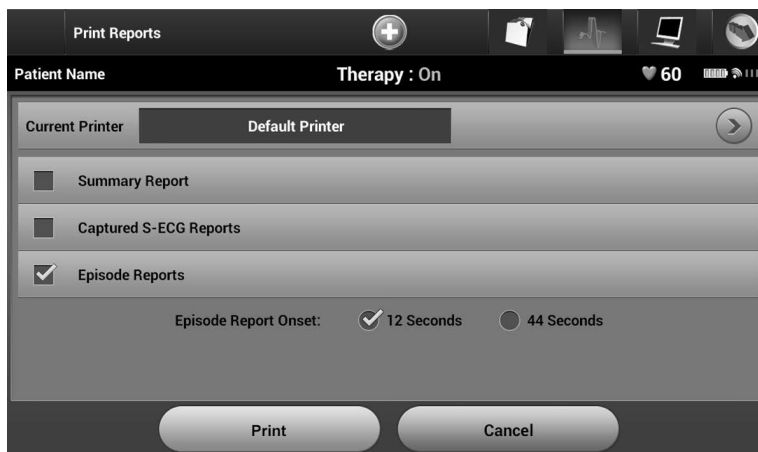 Print Reports
Patient Name Therapy : On 60
Current Printer Default Printer
Summary Report
Captured S-ECG Reports
Episode Reports
Episode Report Onset: 12 Seconds 44 Seconds
Print Cancel